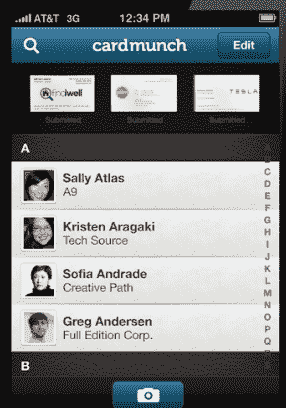 AT&T 3G 12:34 PM
cardmunch
Edit
findwell
TESLA
Submitted Submitted Submitted
A
Sally Atlas
A9
Kristen Aragaki
Tech Source
Sofia Andrade
Creative Path
Greg Andersen
Full Edition Corp.
B
C
D
E
F
G
H
I
J
K
L
M
N
O
P
Q